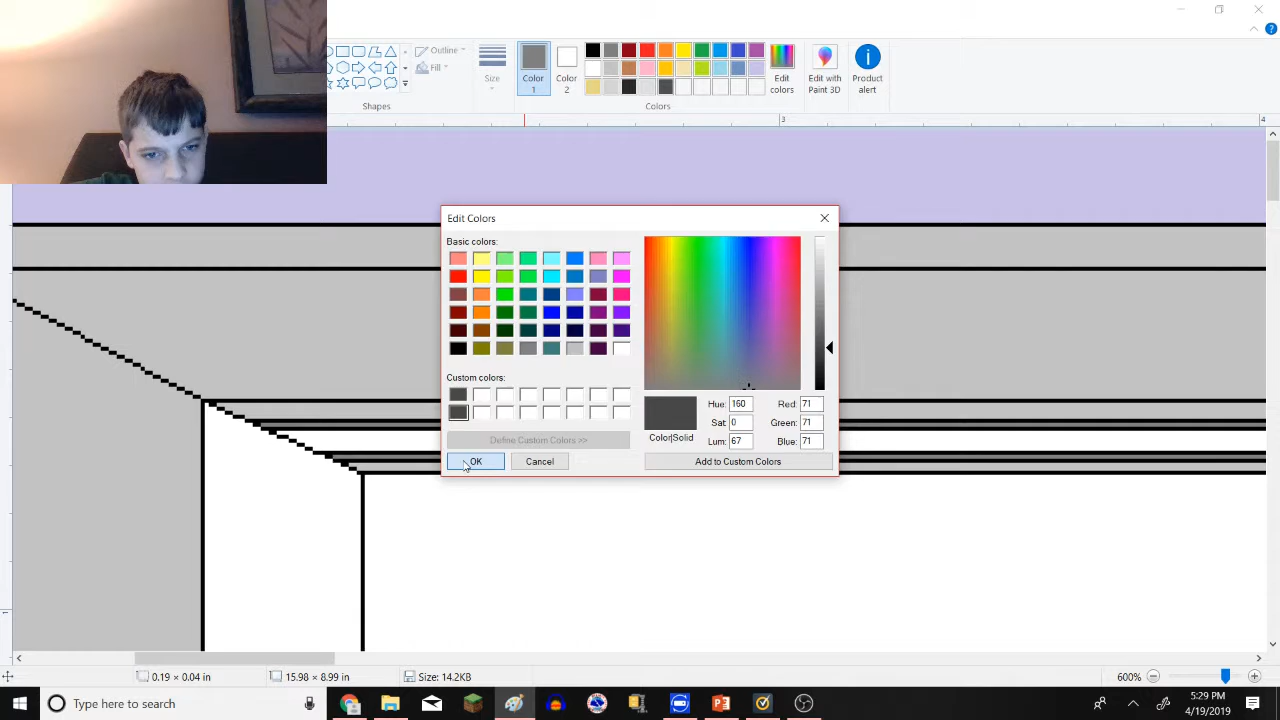 Outline
Fill
Size
Color 1
Color 2
Edit colors
Edit with Paint 3D
Product alert
Shapes
Colors
3
4
Edit Colors
Basic colors:
Custom colors:
Define Custom Colors >>
OK
Cancel
Hue: 160
Red: 71
Sat: 0
Green: 71
Color|Solid
Lum: 67
Blue: 71
Add to Custom Colors
0.19 × 0.04 in
15.98 × 8.99 in
Size: 14.2KB
600%
Type here to search
5:29 PM
4/19/2019